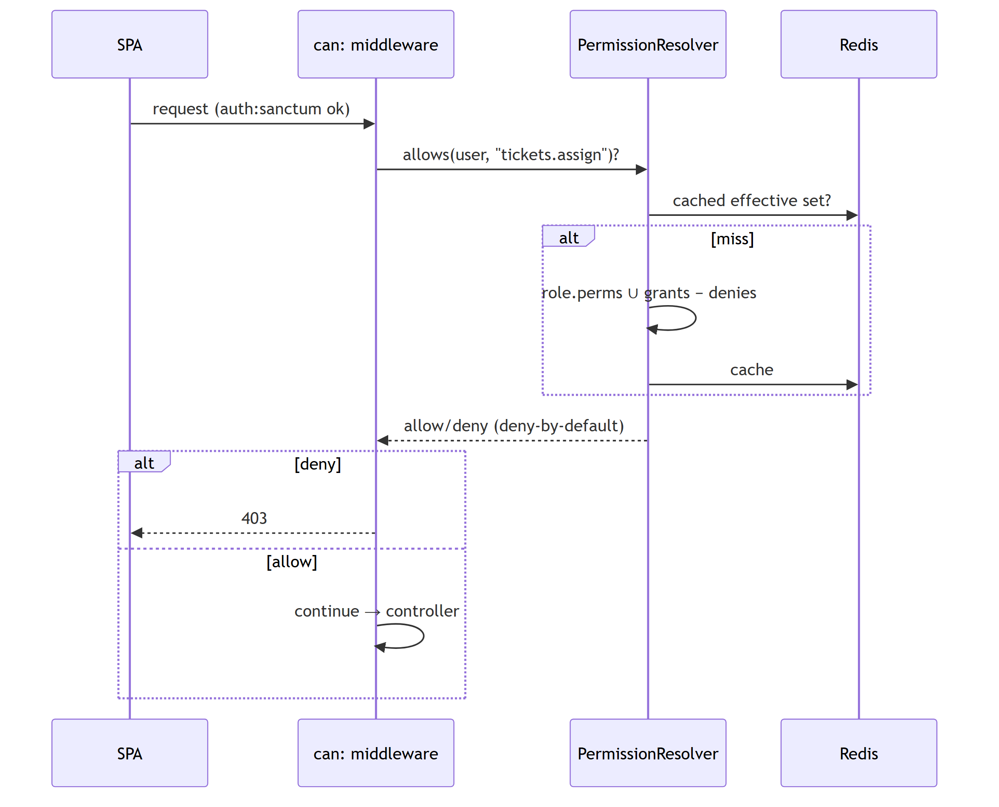 SPA
can: middleware
PermissionResolver
Redis
request (auth:sanctum ok)
allows(user, "tickets.assign")?
cached effective set?
alt
[miss]
role.perms ∪ grants − denies
cache
allow/deny (deny-by-default)
alt
[deny]
403
[allow]
continue → controller
SPA
can: middleware
PermissionResolver
Redis